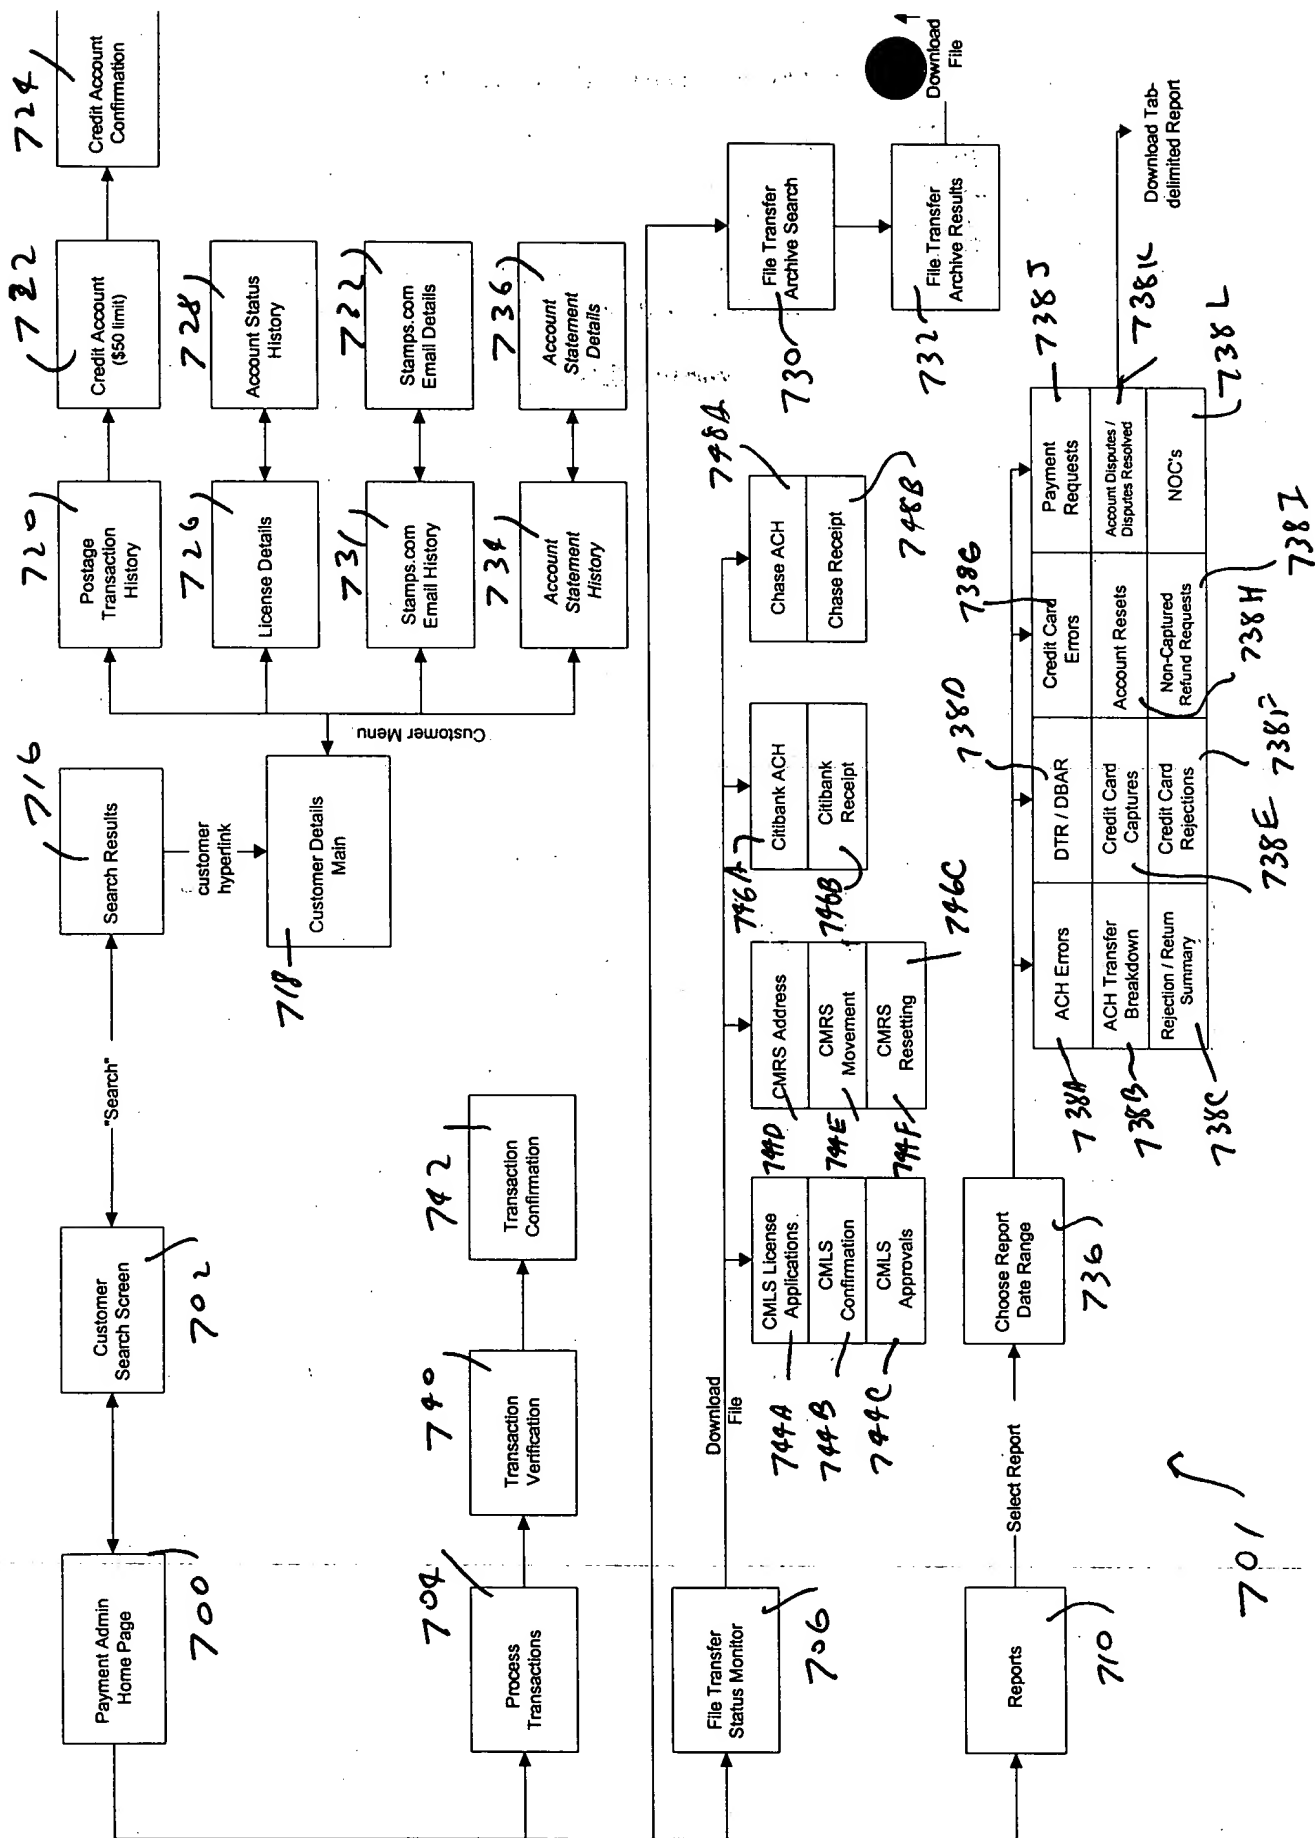 700
Payment Admin
Home Page
702
Customer
Search Screen
"Search"
716
Search Results
customer
hyperlink
718
Customer Details
Main
Customer Menu
720
Postage
Transaction
History
722
Credit Account
($50 limit)
724
Credit Account
Confirmation
726
License Details
728
Account Status
History
731
Stamps.com
Email History
732
Stamps.com
Email Details
734
Account
Statement
History
736
Account
Statement
Details
704
Process
Transactions
740
Transaction
Verification
742
Transaction
Confirmation
730
File Transfer
Archive Search
732
File Transfer
Archive Results
Download
File
706
File Transfer
Status Monitor
Download
File
CMLS License
Applications
CMLS
Confirmation
CMLS
Approvals
744A
744B
744C
CMRS Address
CMRS
Movement
CMRS
Resetting
744D
744E
744F
746C
Citibank ACH
Citibank
Receipt
746A
746B
Chase ACH
Chase Receipt
748A
748B
710
Reports
Select Report
736
Choose Report
Date Range
ACH Errors
DTR / DBAR
Credit Card
Errors
Payment
Requests
ACH Transfer
Breakdown
Credit Card
Captures
Account Resets
Account Disputes /
Disputes Resolved
Rejection / Return
Summary
Credit Card
Rejections
Non-Captured
Refund Requests
NOC's
738A
738B
738C
738D
738E
738F
738G
738H
738I
738J
738K
738L
Download Tab-
delimited Report
701